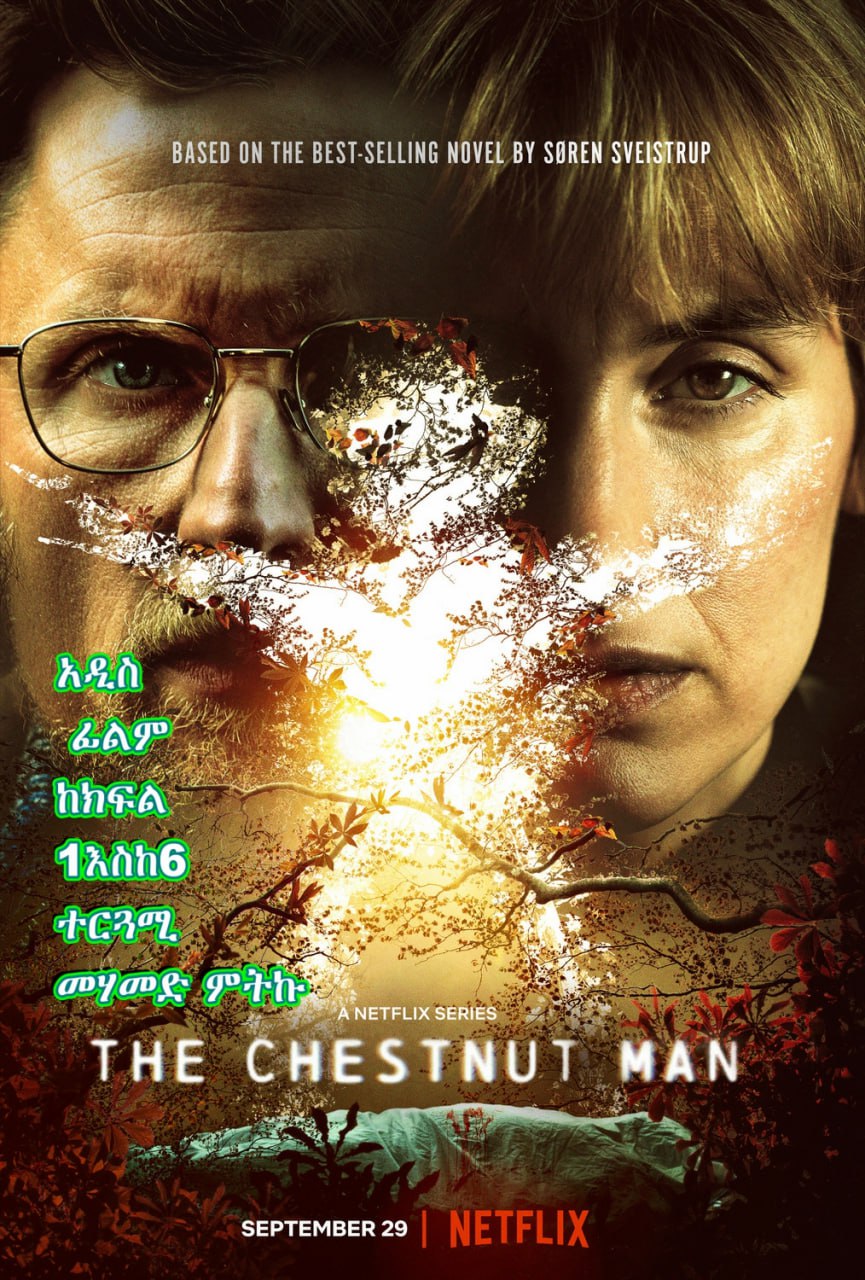 BASED ON THE BEST-SELLING NOVEL BY SØREN SVEISTRUP
አዲስ
ፊልም
ከክፍል
1እስከ6
ተርጓሚ
መሃመድ ምትኩ
A NETFLIX SERIES
THE CHESTNUT MAN
SEPTEMBER 29 | NETFLIX